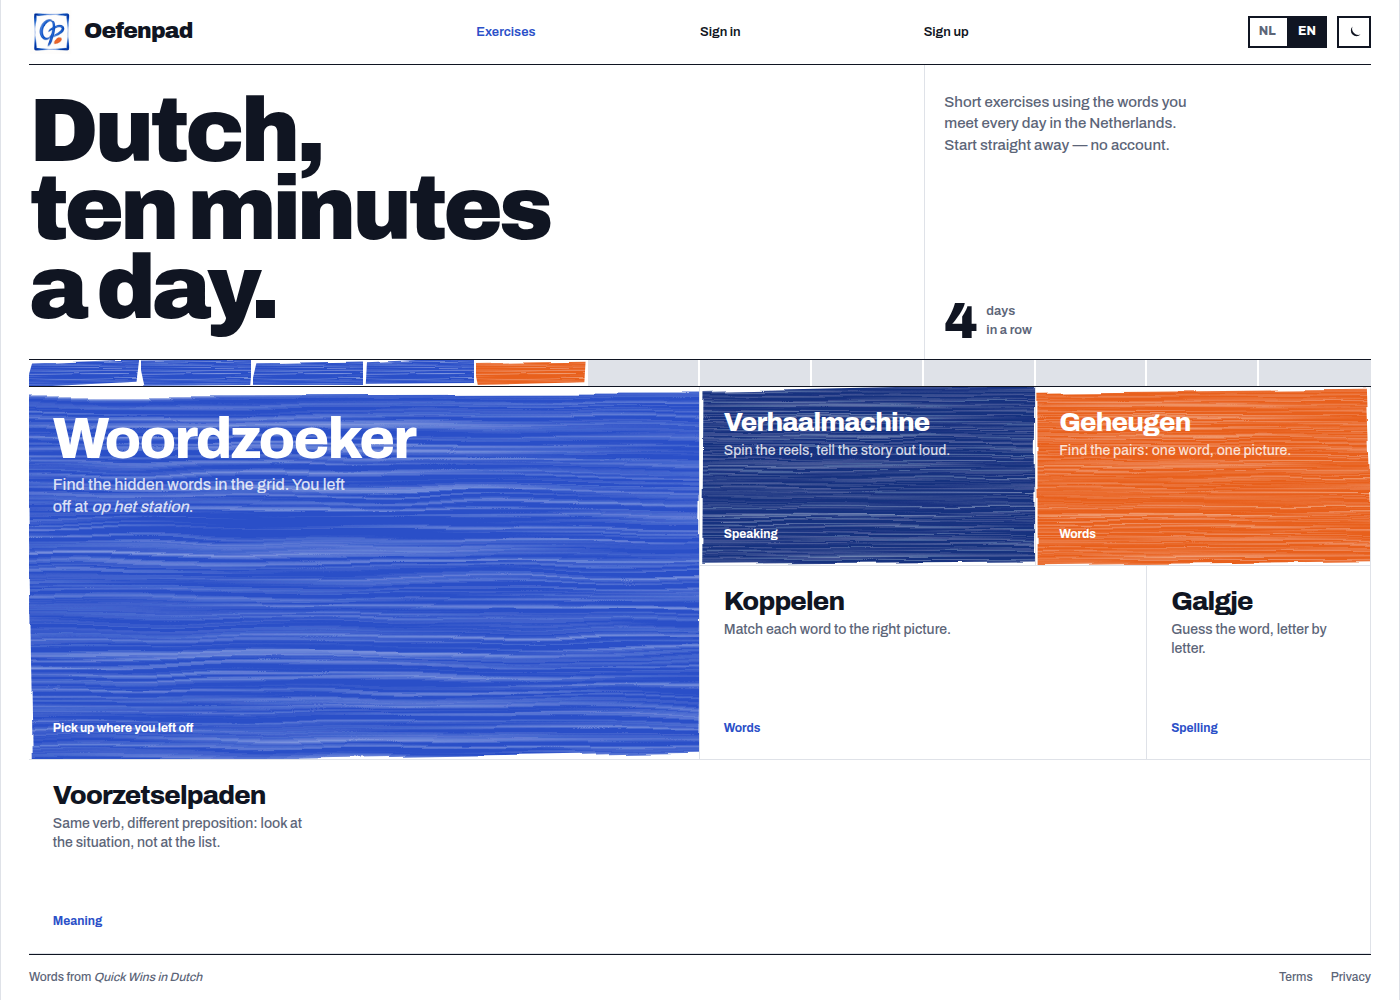 Oefenpad
Exercises
Sign in
Sign up
NL
EN
Dutch,
ten minutes
a day.
Short exercises using the words you
meet every day in the Netherlands.
Start straight away — no account.
4
days
in a row
Woordzoeker
Find the hidden words in the grid. You left
off at op het station.
Pick up where you left off
Verhaalmachine
Spin the reels, tell the story out loud.
Speaking
Geheugen
Find the pairs: one word, one picture.
Words
Koppelen
Match each word to the right picture.
Words
Galgje
Guess the word, letter by
letter.
Spelling
Voorzetselpaden
Same verb, different preposition: look at
the situation, not at the list.
Meaning
Words from Quick Wins in Dutch
Terms
Privacy